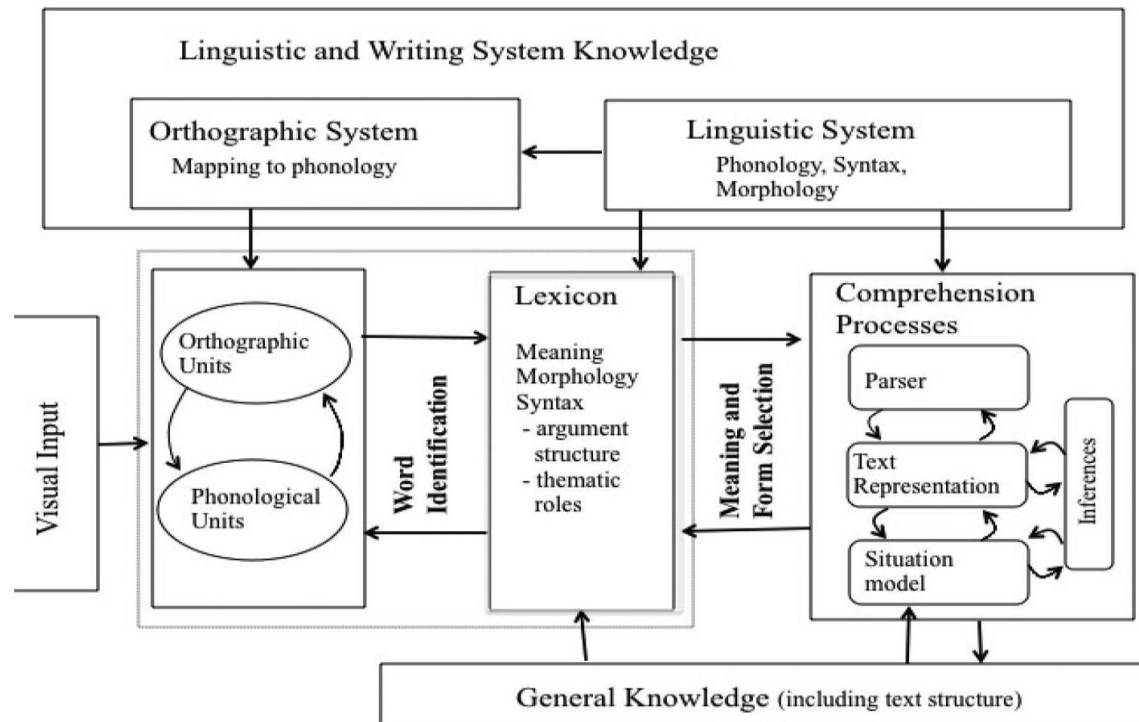 Linguistic and Writing System Knowledge
Orthographic System
Mapping to phonology
Linguistic System
Phonology, Syntax,
Morphology
Visual Input
Orthographic
Units
Phonological
Units
Word
Identification
Lexicon
Meaning
Morphology
Syntax
- argument
structure
- thematic
roles
Meaning and
Form Selection
Comprehension
Processes
Parser
Text
Representation
Situation
model
Inferences
General Knowledge (including text structure)